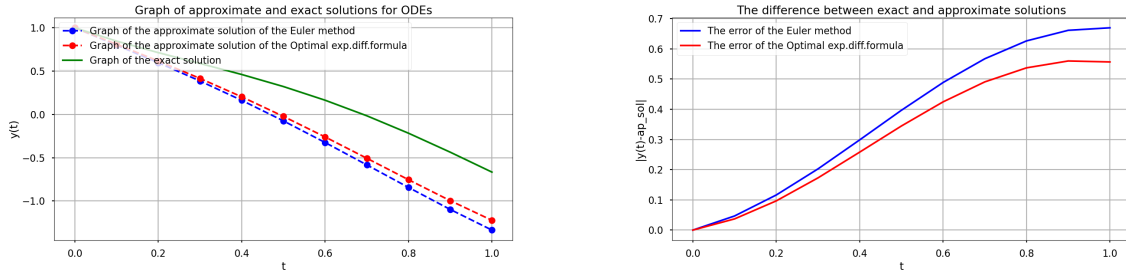 Graph of approximate and exact solutions for ODEs
Graph of the approximate solution of the Euler method
Graph of the approximate solution of the Optimal exp.diff.formula
Graph of the exact solution
y(t)
1.0
0.5
0.0
−0.5
−1.0
0.0 0.2 0.4 0.6 0.8 1.0
t
The difference between exact and approximate solutions
The error of the Euler method
The error of the Optimal exp.diff.formula
|y(t)-ap_sol|
0.7
0.6
0.5
0.4
0.3
0.2
0.1
0.0
0.0 0.2 0.4 0.6 0.8 1.0
t